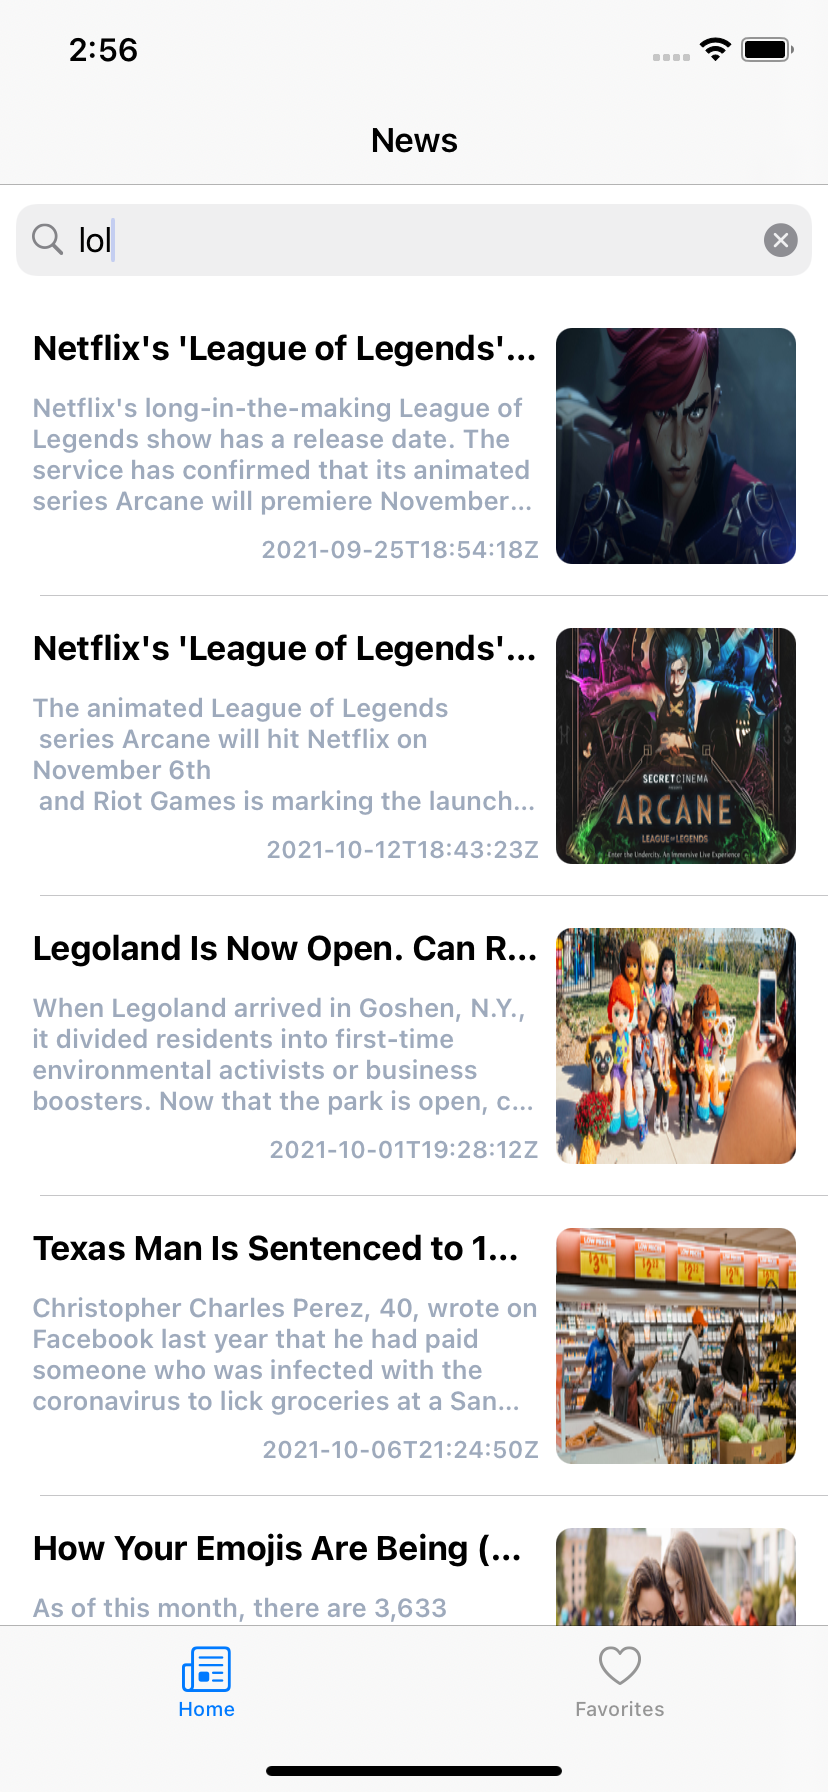 2:56
News
lol
Netflix's 'League of Legends'...
Netflix's long-in-the-making League of
Legends show has a release date. The
service has confirmed that its animated
series Arcane will premiere November...
2021-09-25T18:54:18Z
Netflix's 'League of Legends'...
The animated League of Legends
series Arcane will hit Netflix on
November 6th
and Riot Games is marking the launch...
2021-10-12T18:43:23Z
SECRETCINEMA
ARCANE
LEAGUE OF LEGENDS
Enter the Undercity. An Immersive Live Experience
Legoland Is Now Open. Can R...
When Legoland arrived in Goshen, N.Y.,
it divided residents into first-time
environmental activists or business
boosters. Now that the park is open, c...
2021-10-01T19:28:12Z
Texas Man Is Sentenced to 1...
Christopher Charles Perez, 40, wrote on
Facebook last year that he had paid
someone who was infected with the
coronavirus to lick groceries at a San...
2021-10-06T21:24:50Z
LOW PRICES
LOW PRICES
LOW PRICES
How Your Emojis Are Being (...
As of this month, there are 3,633
Home
Favorites